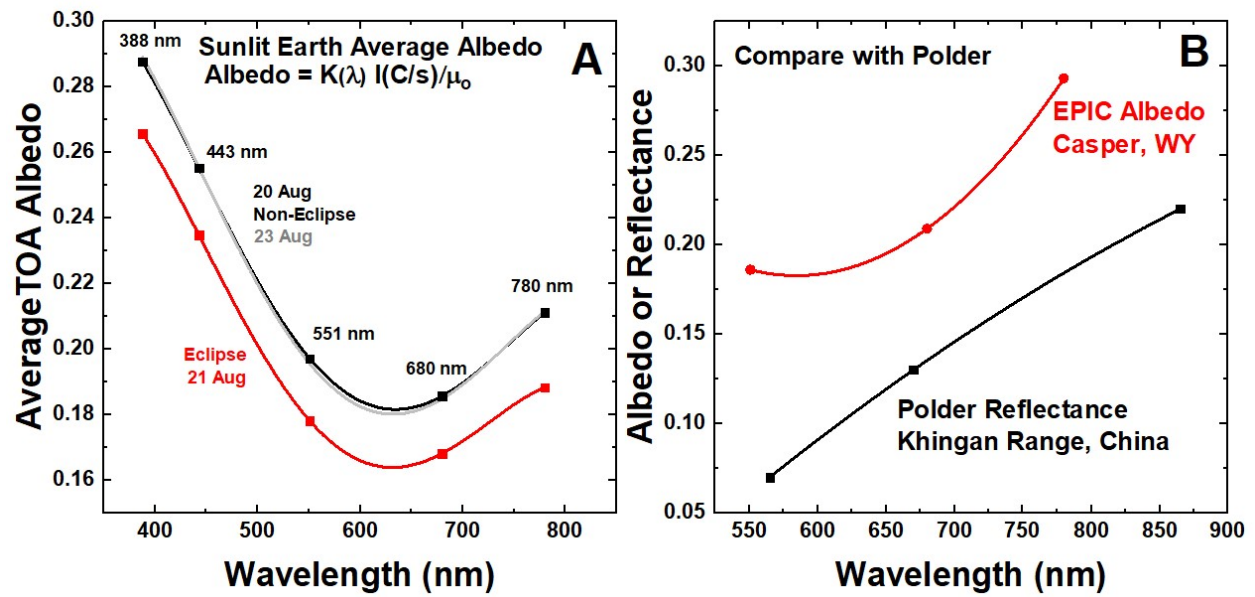 Sunlit Earth Average Albedo
Albedo = K(λ) I(C/s)/μo
A
388 nm
443 nm
20 Aug
Non-Eclipse
23 Aug
551 nm
680 nm
780 nm
Eclipse
21 Aug
AverageTOA Albedo
0.30
0.28
0.26
0.24
0.22
0.20
0.18
0.16
400
500
600
700
800
Wavelength (nm)
Compare with Polder
B
EPIC Albedo
Casper, WY
Polder Reflectance
Khingan Range, China
Albedo or Reflectance
0.30
0.25
0.20
0.15
0.10
0.05
550
600
650
700
750
800
850
900
Wavelength (nm)